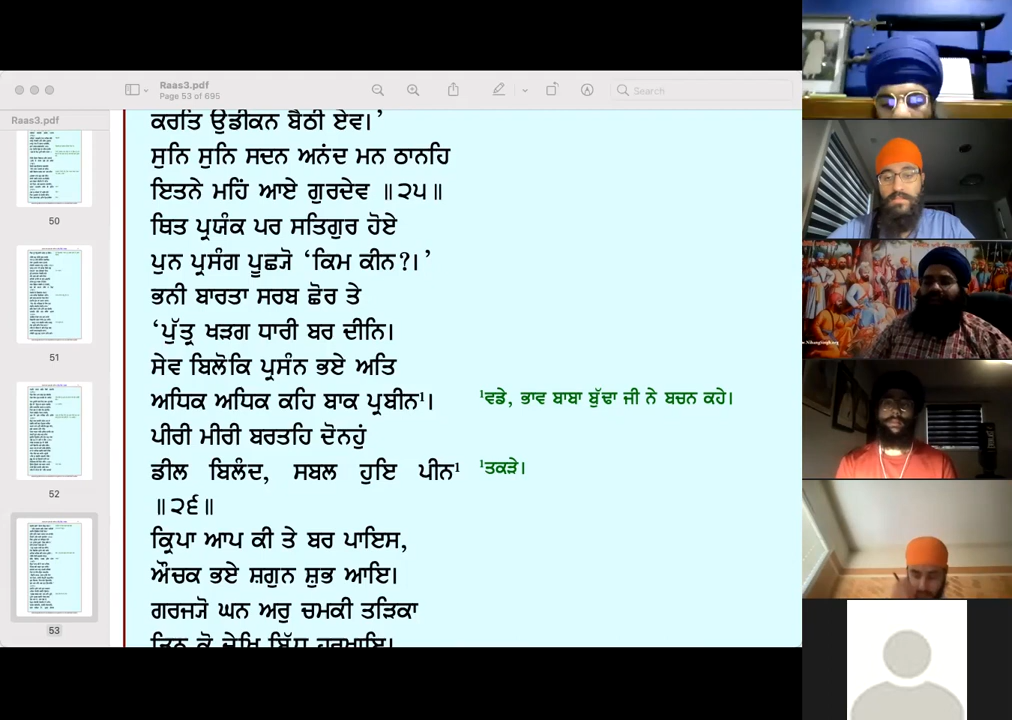 Raas3.pdf
Page 53 of 695
Search
Raas3.pdf
50
51
52
53
ਕਰਤਿ ਉਡੀਕਨ ਬੈਠੀ ਏਵ।’
ਸੁਨਿ ਸੁਨਿ ਸਦਨ ਅਨੰਦ ਮਨ ਠਾਨਹਿ
ਇਤਨੇ ਮਹਿਂ ਆਏ ਗੁਰਦੇਵ ॥੨੫॥
ਥਿਤ ਪ੍ਰਯੰਕ ਪਰ ਸਤਿਗੁਰ ਹੋਏ
ਪੁਨ ਪ੍ਰਸੰਗ ਪੂਛ੍ਯੋ ‘ਕਿਮ ਕੀਨ?।’
ਭਨੀ ਬਾਰਤਾ ਸਰਬ ਛੋਰ ਤੇ
‘ਪੁੱਤ੍ਰ ਖੜਗ ਧਾਰੀ ਬਰ ਦੀਨਿ।
ਸੇਵ ਬਿਲੋਕਿ ਪ੍ਰਸੰਨ ਭਏ ਅਤਿ
ਅਧਿਕ ਅਧਿਕ ਕਹਿ ਬਾਕ ਪ੍ਰਬੀਨ¹। ¹ਵਡੇ, ਭਾਵ ਬਾਬਾ ਬੁੱਢਾ ਜੀ ਨੇ ਬਚਨ ਕਹੇ।
ਪੀਰੀ ਮੀਰੀ ਬਰਤਹਿ ਦੋਨਹੁਂ
ਡੀਲ ਬਿਲੰਦ, ਸਬਲ ਹੁਇ ਪੀਨ¹ ¹ਤਕੜੇ।
॥੨੬॥
ਕ੍ਰਿਪਾ ਆਪ ਕੀ ਤੇ ਬਰ ਪਾਇਸ,
ਔਚਕ ਭਏ ਸ਼ਗੁਨ ਸ਼ੁਭ ਆਇ।
ਗਰਜ੍ਯੋ ਘਨ ਅਰੁ ਚਮਕੀ ਤੜਿਕਾ